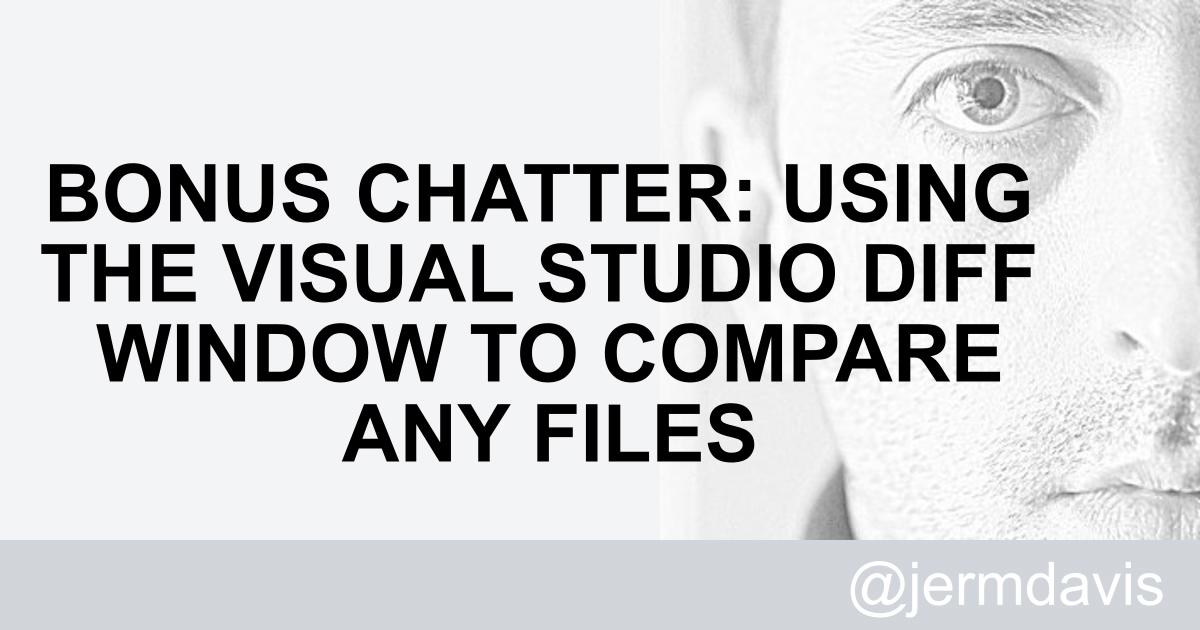 BONUS CHATTER: USING
THE VISUAL STUDIO DIFF
WINDOW TO COMPARE
ANY FILES
@jermdavis